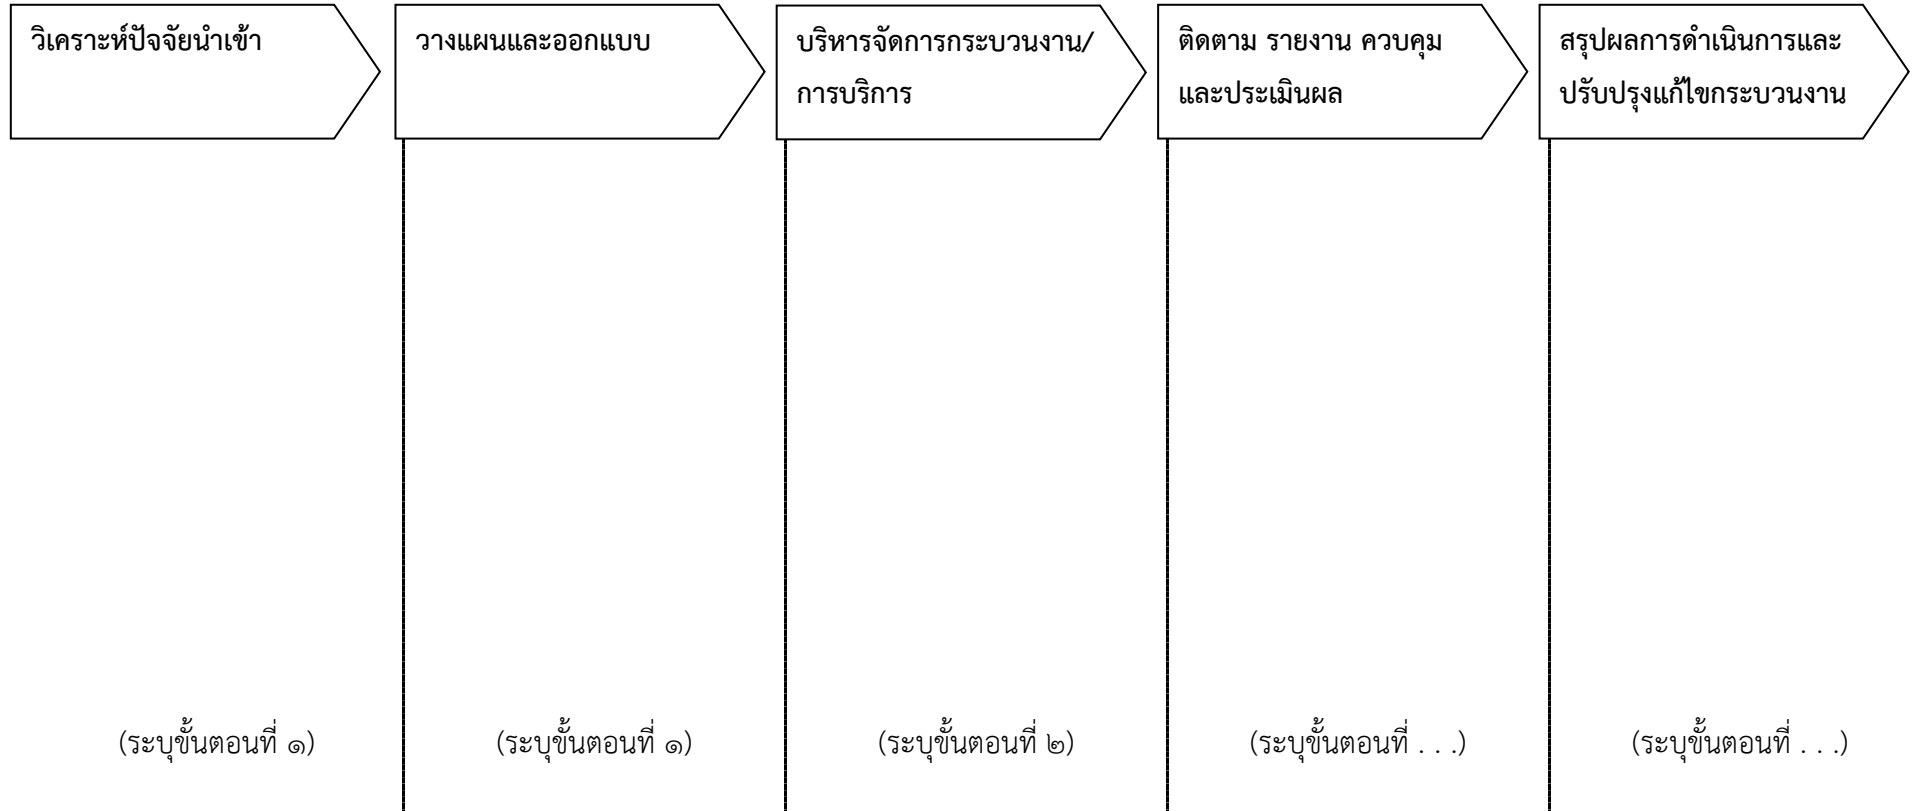 วิเคราะห์ปัจจัยนำเข้า
วางแผนและออกแบบ
บริหารจัดการกระบวนงาน/
การบริการ
ติดตาม รายงาน ควบคุม
และประเมินผล
สรุปผลการดำเนินการและ
ปรับปรุงแก้ไขกระบวนงาน
(ระบุขั้นตอนที่ ๑)
(ระบุขั้นตอนที่ ๑)
(ระบุขั้นตอนที่ ๒)
(ระบุขั้นตอนที่ . . .)
(ระบุขั้นตอนที่ . . .)